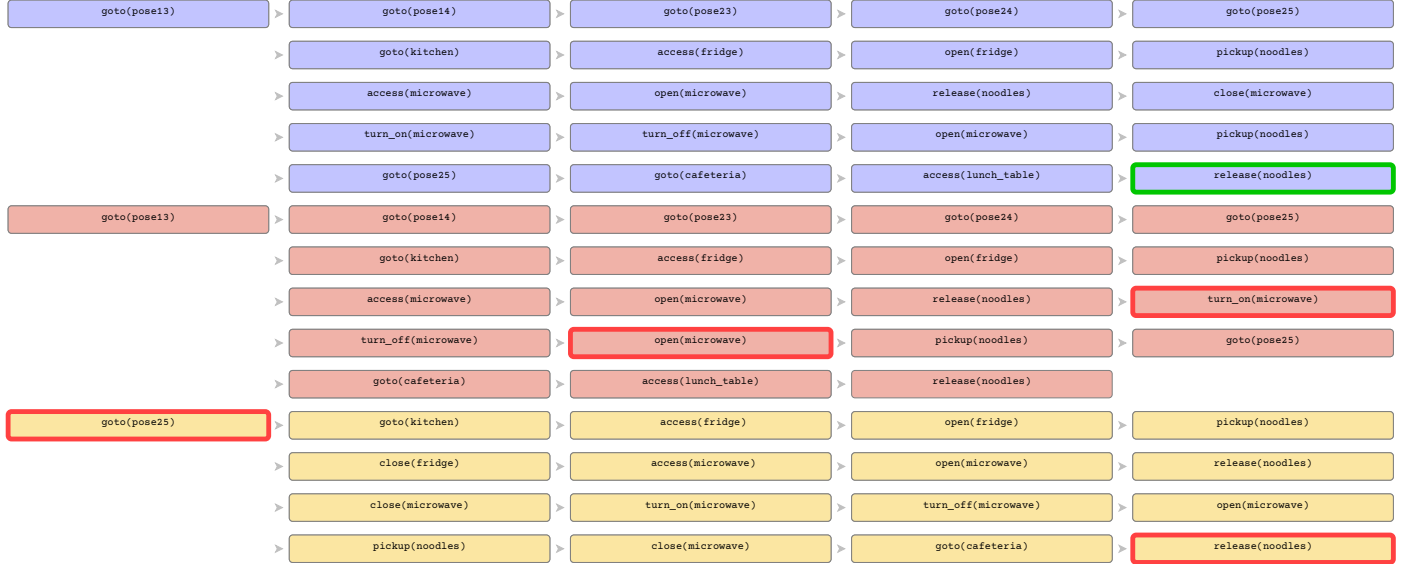 goto(pose13) goto(pose14) goto(pose23) goto(pose24) goto(pose25)
goto(kitchen) access(fridge) open(fridge) pickup(noodles)
access(microwave) open(microwave) release(noodles) close(microwave)
turn_on(microwave) turn_off(microwave) open(microwave) pickup(noodles)
goto(pose25) goto(cafeteria) access(lunch_table) release(noodles)
goto(pose13) goto(pose14) goto(pose23) goto(pose24) goto(pose25)
goto(kitchen) access(fridge) open(fridge) pickup(noodles)
access(microwave) open(microwave) release(noodles) turn_on(microwave)
turn_off(microwave) open(microwave) pickup(noodles) goto(pose25)
goto(cafeteria) access(lunch_table) release(noodles)
goto(pose25) goto(kitchen) access(fridge) open(fridge) pickup(noodles)
close(fridge) access(microwave) open(microwave) release(noodles)
close(microwave) turn_on(microwave) turn_off(microwave) open(microwave)
pickup(noodles) close(microwave) goto(cafeteria) release(noodles)